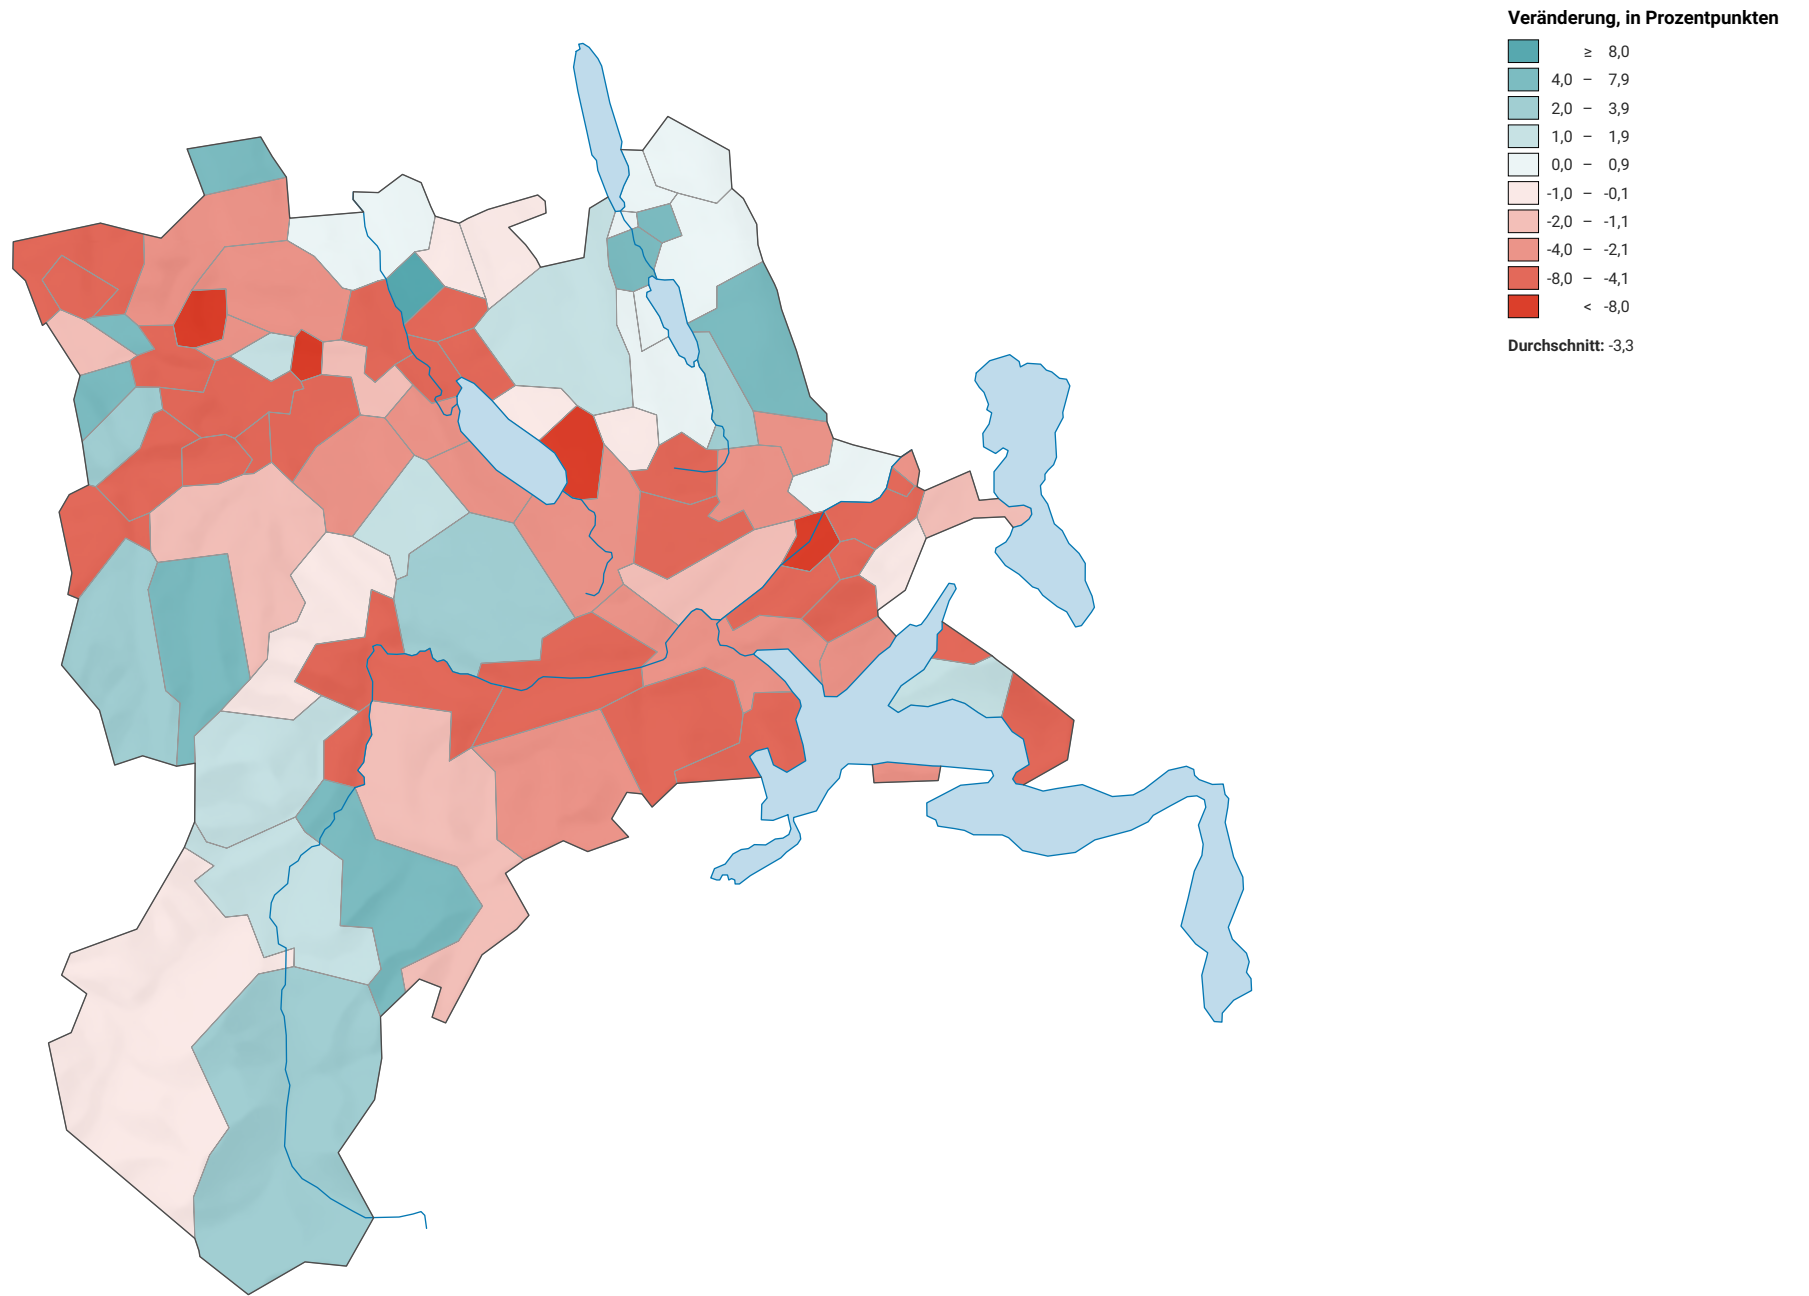 Veränderung, in Prozentpunkten
≥ 8,0
4,0 – 7,9
2,0 – 3,9
1,0 – 1,9
0,0 – 0,9
-1,0 – -0,1
-2,0 – -1,1
-4,0 – -2,1
-8,0 – -4,1
< -8,0
Durchschnitt: -3,3